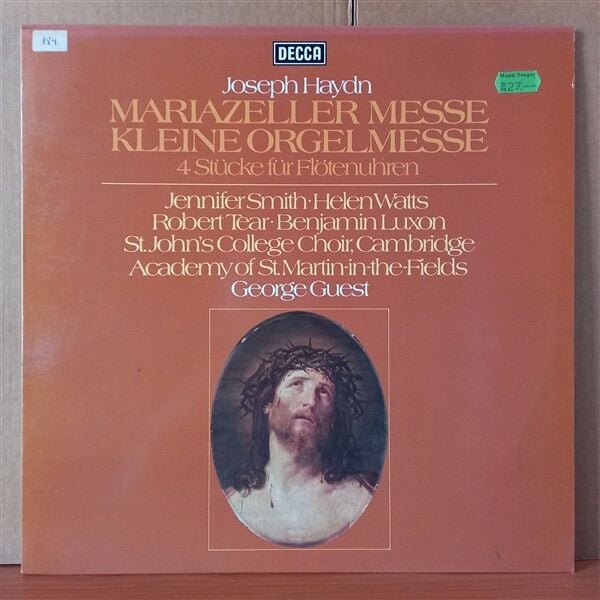 DECCA
Joseph Haydn
MARIAZELLER MESSE
KLEINE ORGELMESSE
4 Stücke für Flötenuhren
Jennifer Smith · Helen Watts
Robert Tear · Benjamin Luxon
St. John's College Choir, Cambridge
Academy of St. Martin-in-the-Fields
George Guest
27.--